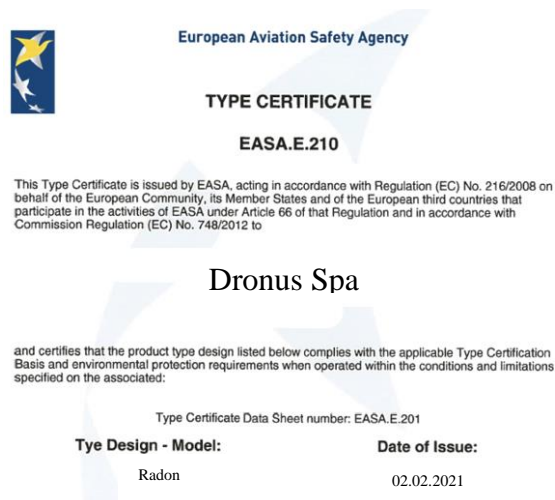 European Aviation Safety Agency
TYPE CERTIFICATE
EASA.E.210
This Type Certificate is issued by EASA, acting in accordance with Regulation (EC) No. 216/2008 on
behalf of the European Community, its Member States and of the European third countries that
participate in the activities of EASA under Article 66 of that Regulation and in accordance with
Commission Regulation (EC) No. 748/2012 to
Dronus Spa
and certifies that the product type design listed below complies with the applicable Type Certification
Basis and environmental protection requirements when operated within the conditions and limitations
specified on the associated:
Type Certificate Data Sheet number: EASA.E.201
Tye Design - Model: Date of Issue:
Radon 02.02.2021